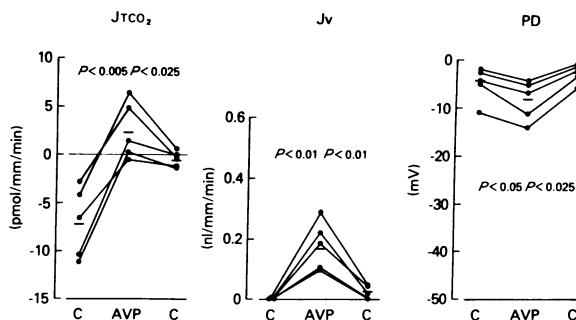 JTCO₂
Jv
PD
P<0.005 P<0.025
P<0.01 P<0.01
P<0.05 P<0.025
(pmol/mm/min)
10
5
0
-5
-10
-15
C AVP C
(nl/mm/min)
0.6
0.4
0.2
0
C AVP C
(mV)
0
-10
-20
-30
-40
-50
C AVP C